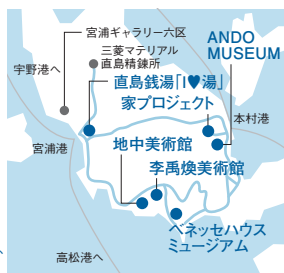 宮浦ギャラリー六区
三菱マテリアル
直島精錬所
ANDO
MUSEUM
宇野港へ
直島銭湯「I♥湯」
家プロジェクト
本村港
宮浦港
地中美術館
李禹煥美術館
ベネッセハウス
ミュージアム
高松港へ